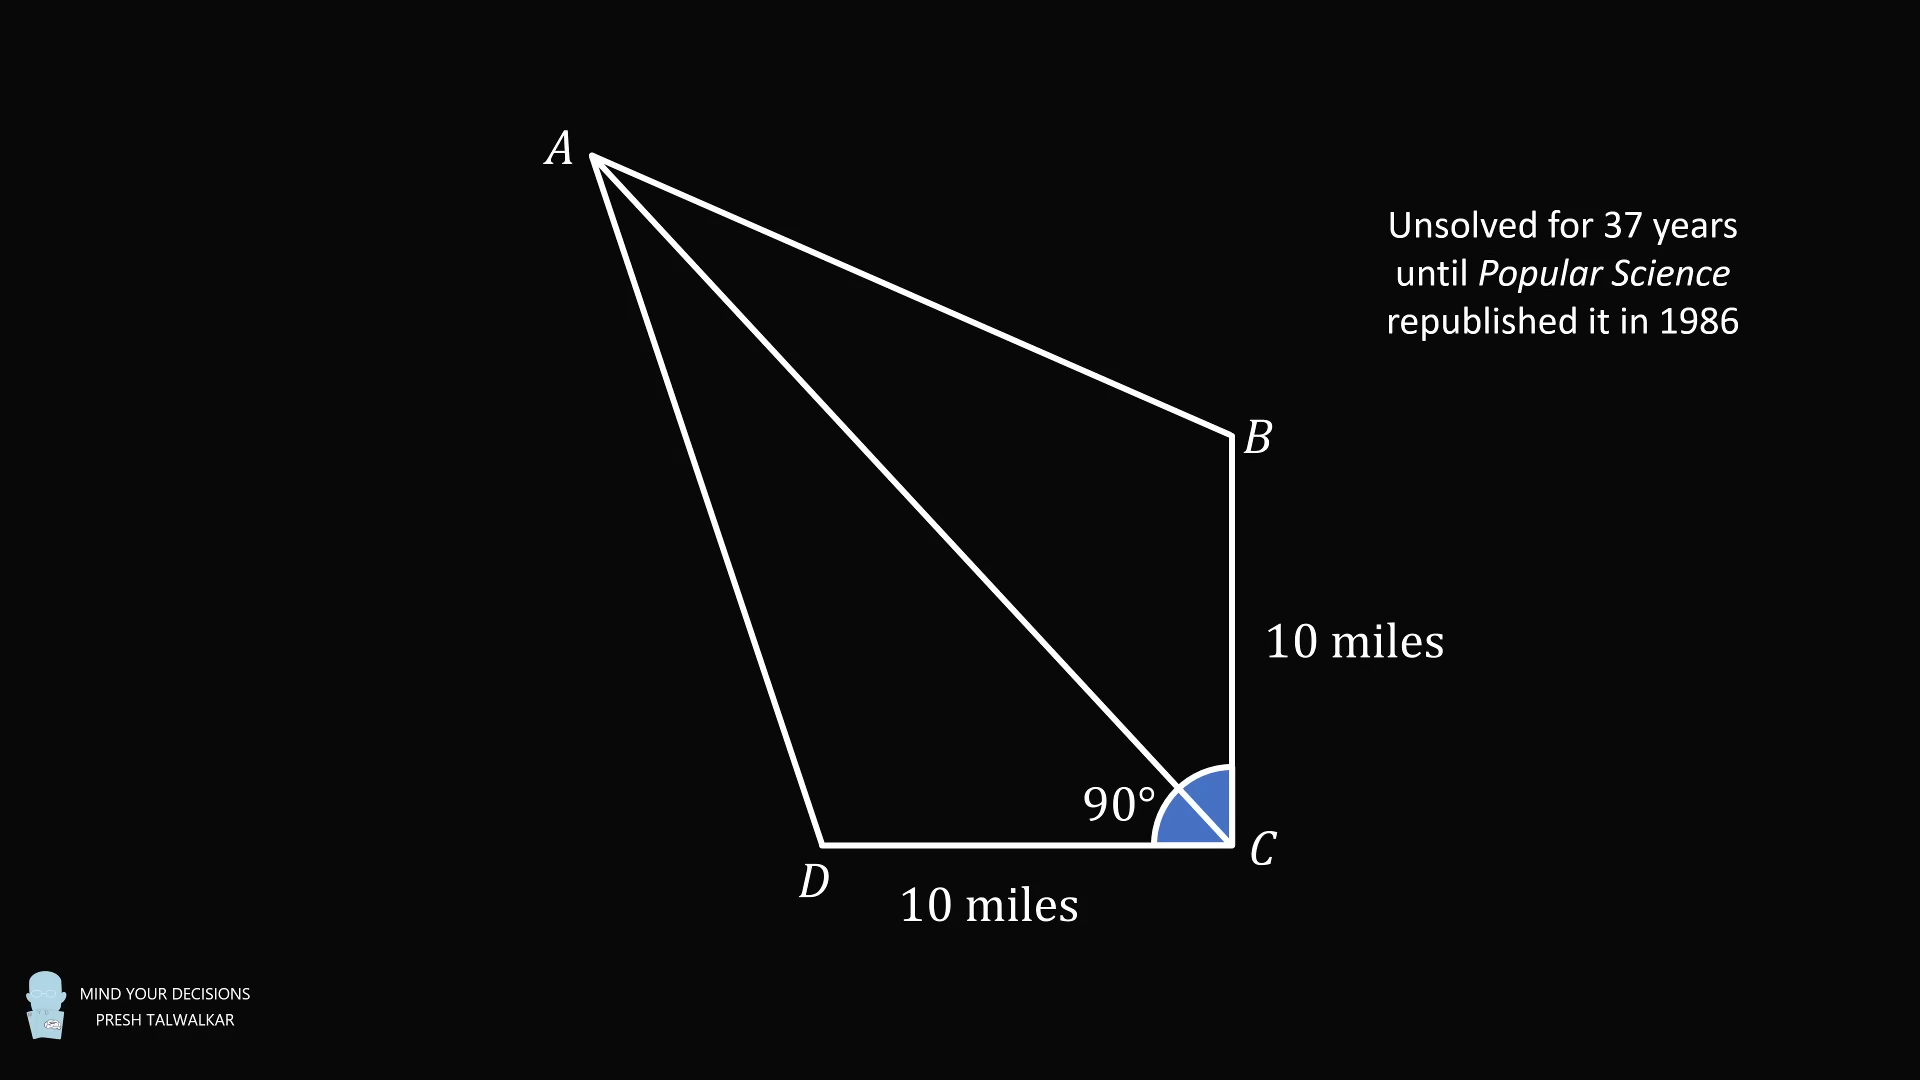 A
Unsolved for 37 years
until Popular Science
republished it in 1986
B
10 miles
90°
C
D
10 miles
MIND YOUR DECISIONS
PRESH TALWALKAR